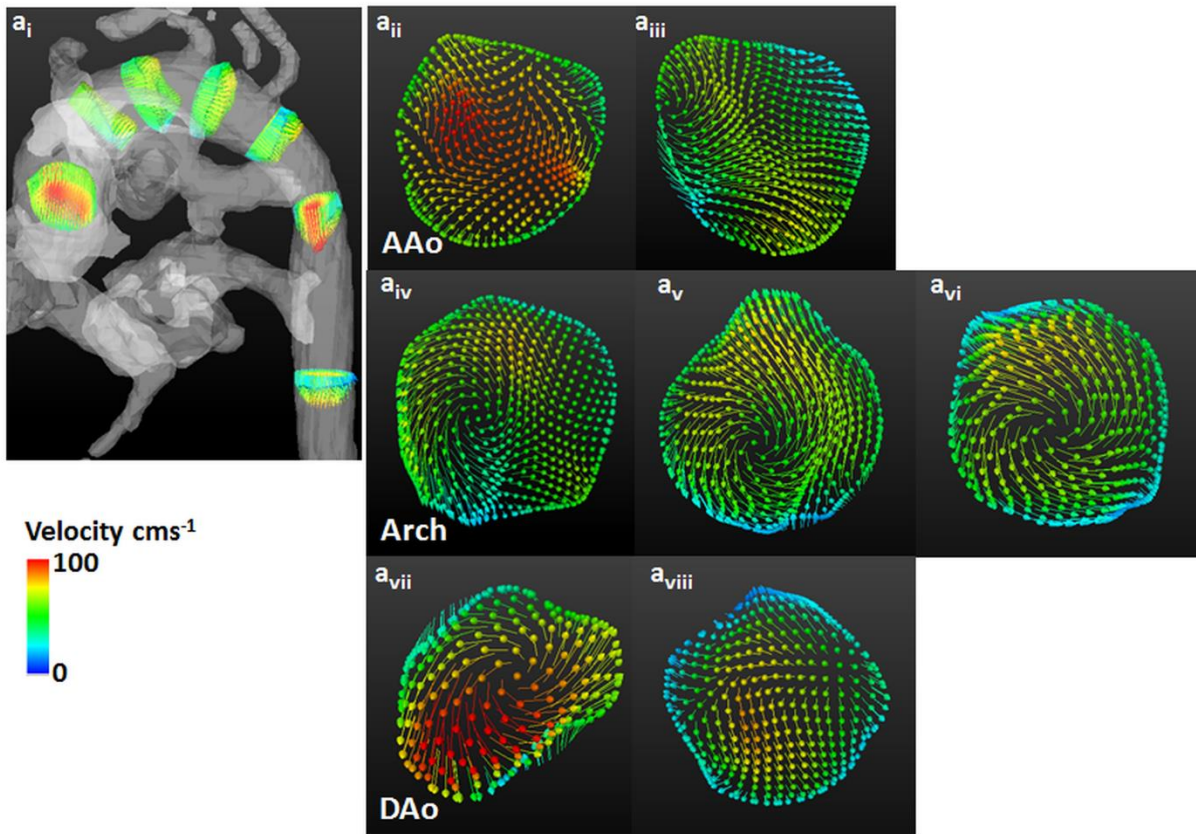 aᵢ
aᵢᵢ
aᵢᵢᵢ
AAo
aᵢᵥ
aᵥ
aᵥᵢ
Arch
Velocity cms⁻¹
100
0
aᵥᵢᵢ
aᵥᵢᵢᵢ
DAo